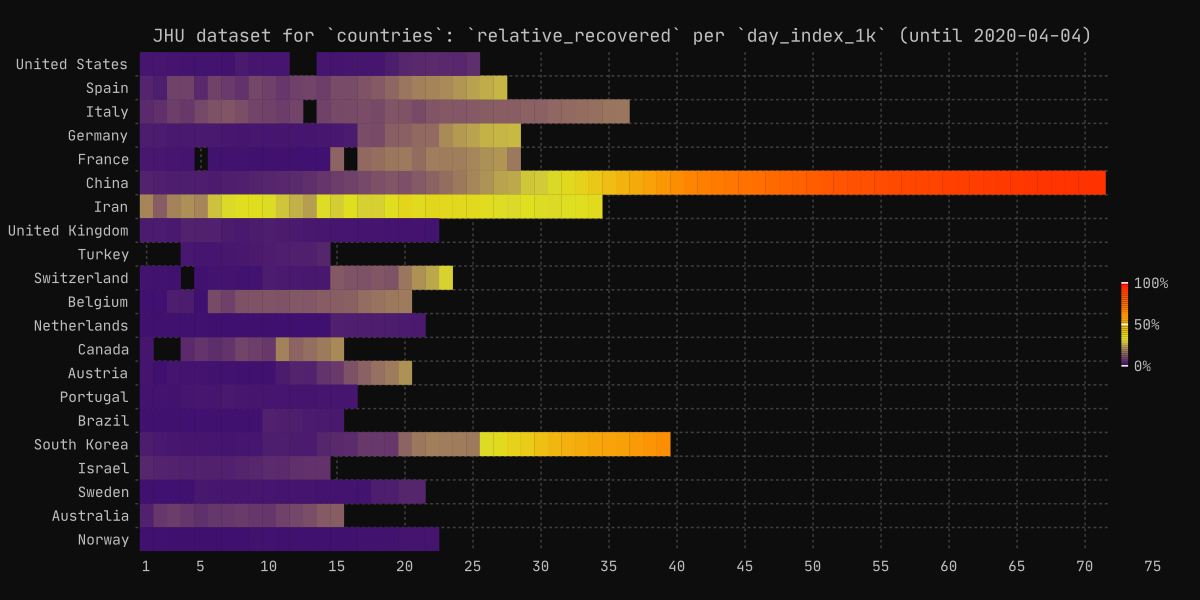 JHU dataset for `countries`: `relative_recovered` per `day_index_1k` (until 2020-04-04)
United States
Spain
Italy
Germany
France
China
Iran
United Kingdom
Turkey
Switzerland
Belgium
Netherlands
Canada
Austria
Portugal
Brazil
South Korea
Israel
Sweden
Australia
Norway
100%
50%
0%
1 5 10 15 20 25 30 35 40 45 50 55 60 65 70 75